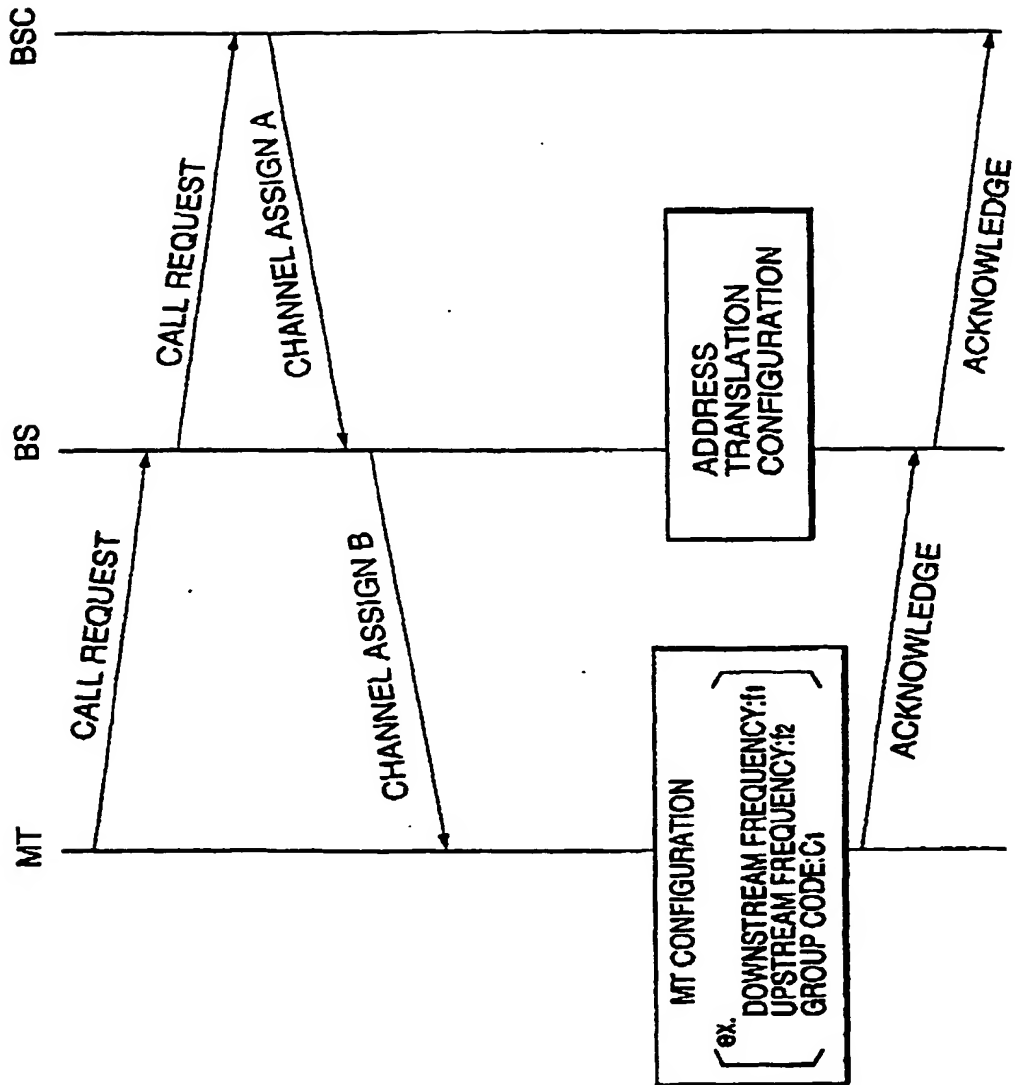 MT
BS
BSC
CALL REQUEST
CALL REQUEST
CHANNEL ASSIGN A
CHANNEL ASSIGN B
MT CONFIGURATION
ex.
DOWNSTREAM FREQUENCY:f1
UPSTREAM FREQUENCY:f2
GROUP CODE:C1
ADDRESS
TRANSLATION
CONFIGURATION
ACKNOWLEDGE
ACKNOWLEDGE